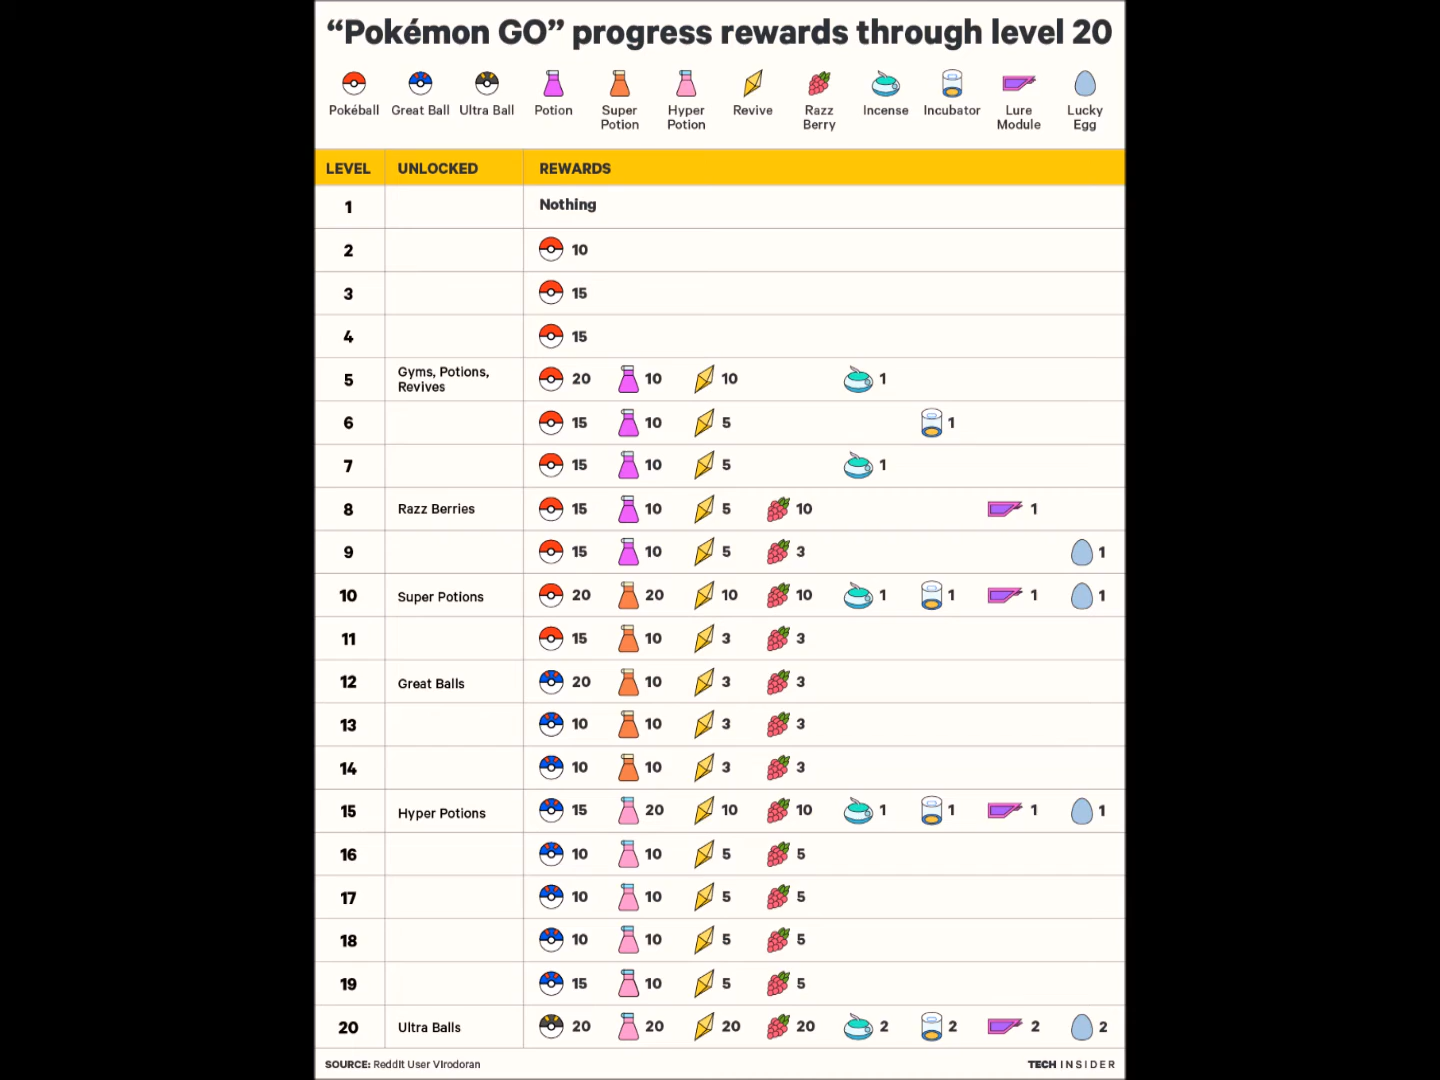 “Pokémon GO” progress rewards through level 20
Pokéball Great Ball Ultra Ball Potion Super Potion Hyper Potion Revive Razz Berry Incense Incubator Lure Module Lucky Egg
LEVEL UNLOCKED REWARDS
1 Nothing
2 10
3 15
4 15
5 Gyms, Potions, Revives 20 10 10 1
6 15 10 5 1
7 15 10 5 1
8 Razz Berries 15 10 5 10 1
9 15 10 5 3 1
10 Super Potions 20 20 10 10 1 1 1 1
11 15 10 3 3
12 Great Balls 20 10 3 3
13 10 10 3 3
14 10 10 3 3
15 Hyper Potions 15 20 10 10 1 1 1 1
16 10 10 5 5
17 10 10 5 5
18 10 10 5 5
19 15 10 5 5
20 Ultra Balls 20 20 20 20 2 2 2 2
SOURCE: Reddit User Virodoran TECH INSIDER